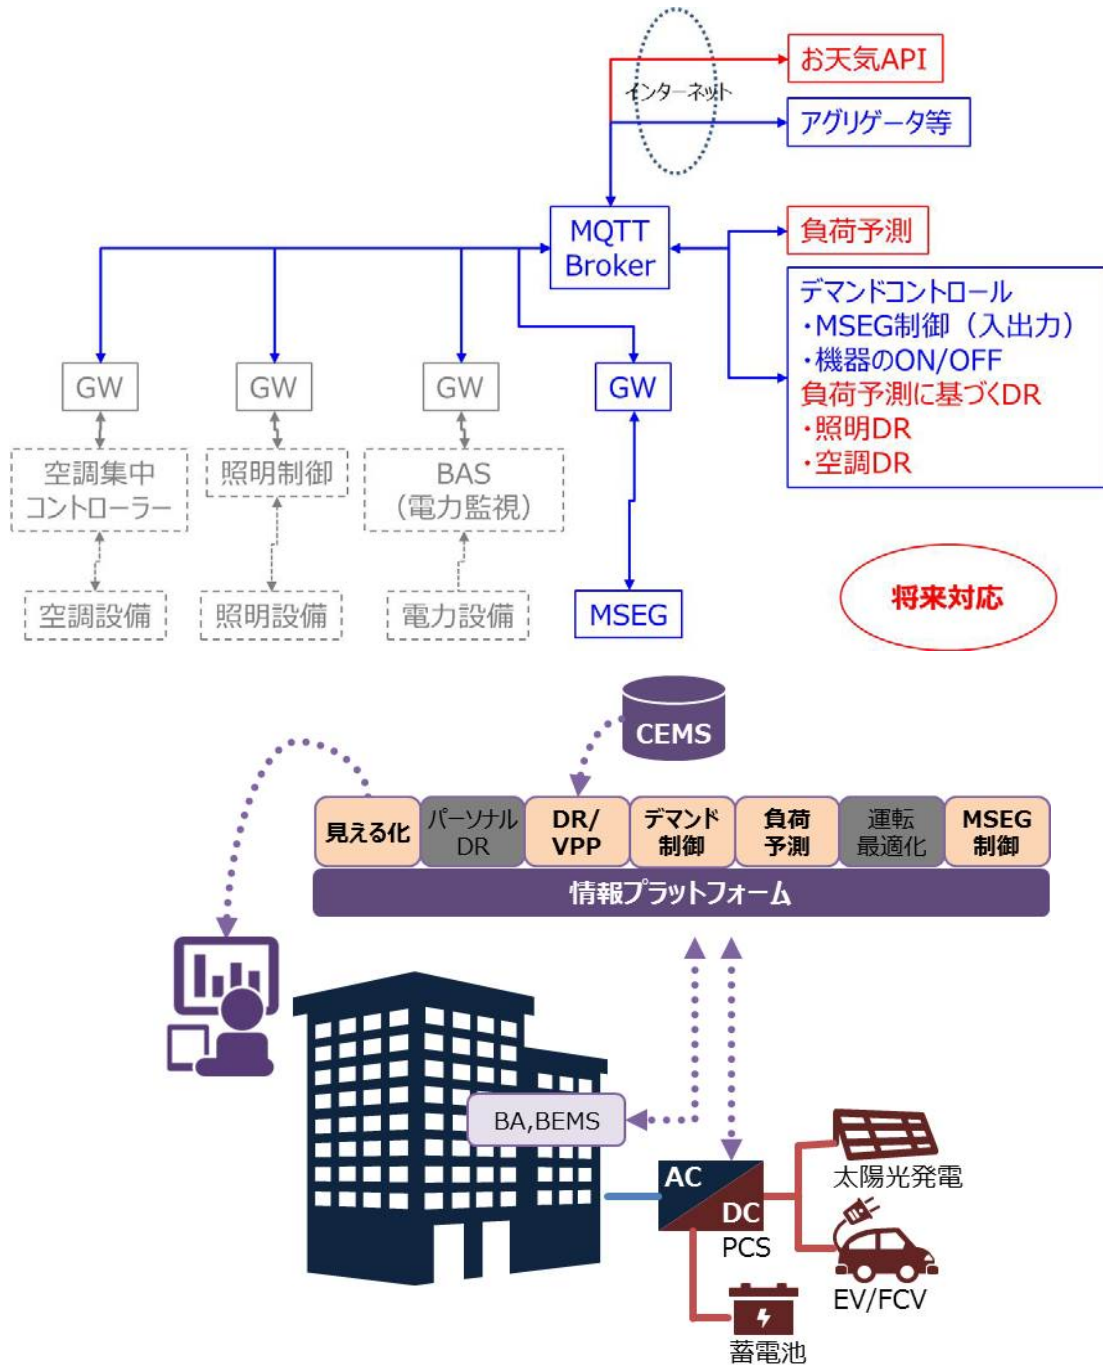 お天気API
インターネット
アグリゲータ等
MQTT
Broker
負荷予測
デマンドコントロール
・MSEG制御（入出力）
・機器のON/OFF
負荷予測に基づくDR
・照明DR
・空調DR
GW
GW
GW
GW
空調集中
コントローラー
照明制御
BAS
（電力監視）
空調設備
照明設備
電力設備
MSEG
将来対応
CEMS
見える化
パーソナル
DR
DR/
VPP
デマンド
制御
負荷
予測
運転
最適化
MSEG
制御
情報プラットフォーム
BA,BEMS
AC
DC
PCS
太陽光発電
EV/FCV
蓄電池